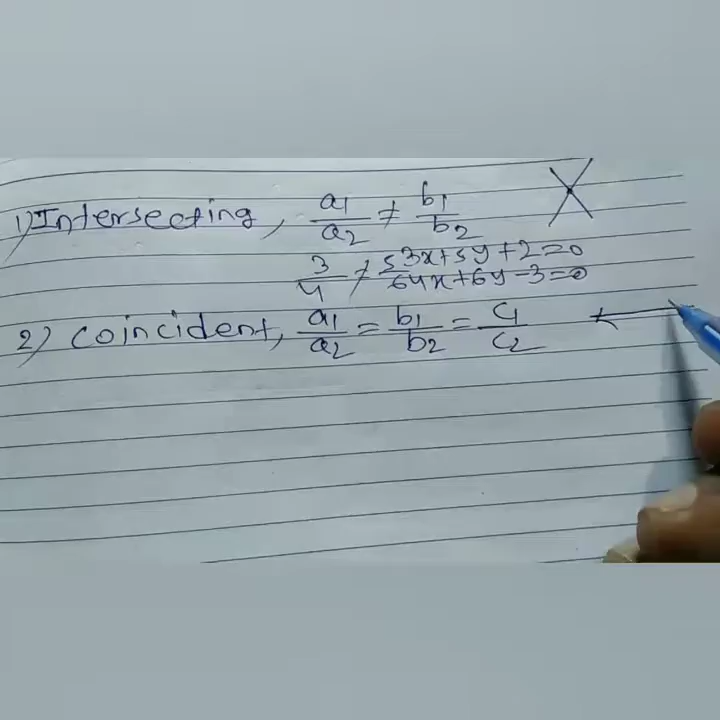 1) Intersecting, a1/a2 ≠ b1/b2
3x+5y+2=0
3/4 ≠ 5/6 4x+6y-3=0
2) coincident, a1/a2 = b1/b2 = c1/c2